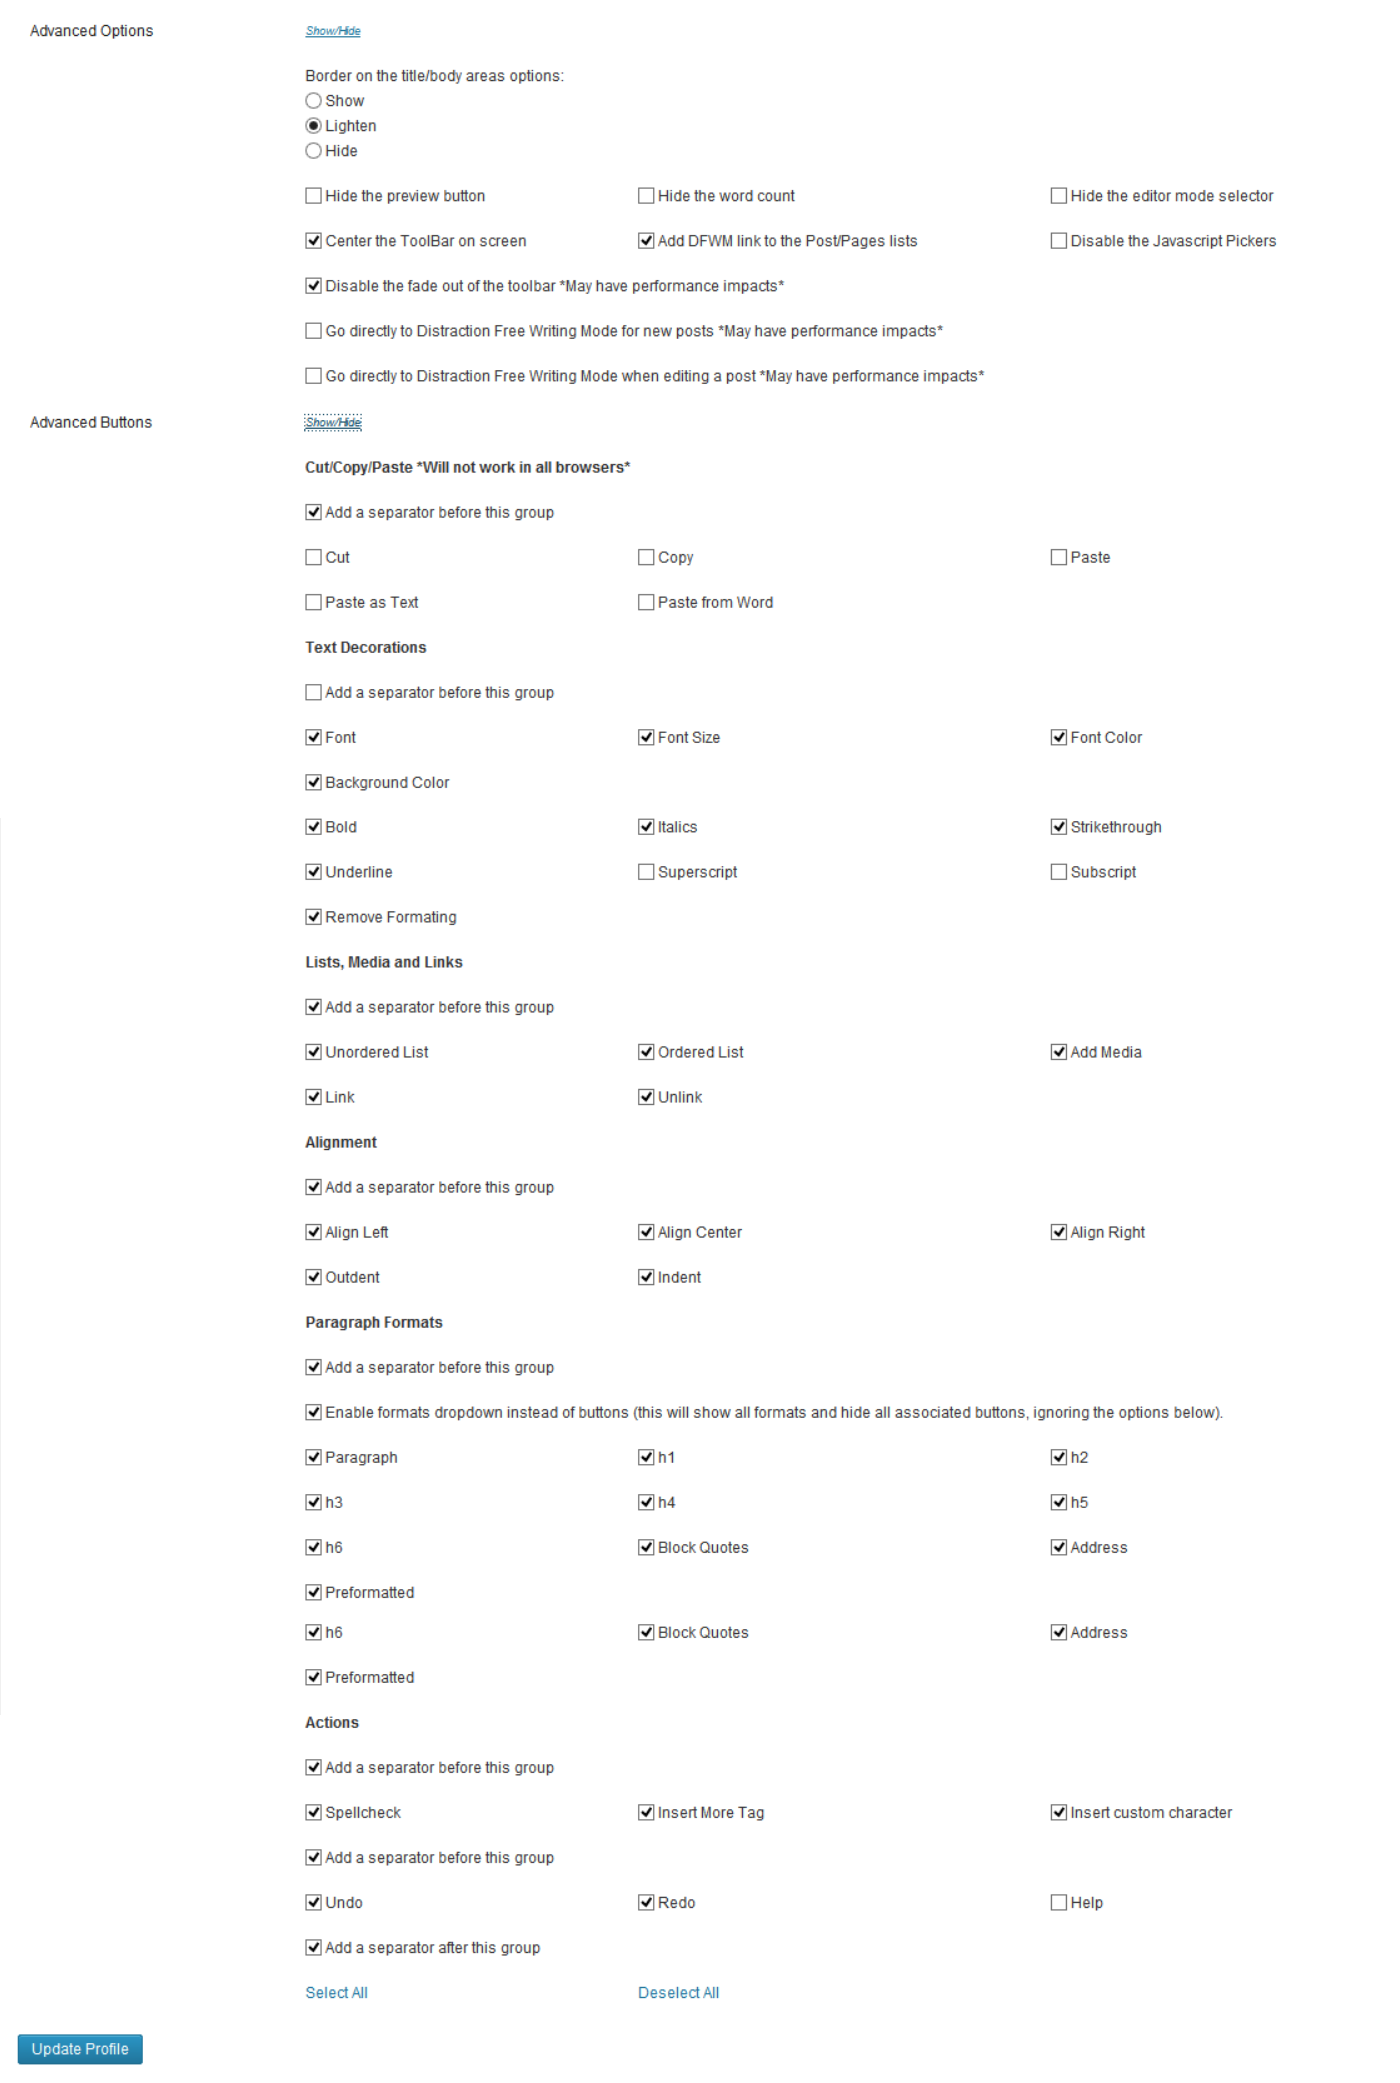 Advanced Options Show/Hide
Border on the title/body areas options:
Show
Lighten
Hide
Hide the preview button Hide the word count Hide the editor mode selector
Center the ToolBar on screen Add DFWM link to the Post/Pages lists Disable the Javascript Pickers
Disable the fade out of the toolbar *May have performance impacts*
Go directly to Distraction Free Writing Mode for new posts *May have performance impacts*
Go directly to Distraction Free Writing Mode when editing a post *May have performance impacts*
Advanced Buttons Show/Hide
Cut/Copy/Paste *Will not work in all browsers*
Add a separator before this group
Cut Copy Paste
Paste as Text Paste from Word
Text Decorations
Add a separator before this group
Font Font Size Font Color
Background Color
Bold Italics Strikethrough
Underline Superscript Subscript
Remove Formating
Lists, Media and Links
Add a separator before this group
Unordered List Ordered List Add Media
Link Unlink
Alignment
Add a separator before this group
Align Left Align Center Align Right
Outdent Indent
Paragraph Formats
Add a separator before this group
Enable formats dropdown instead of buttons (this will show all formats and hide all associated buttons, ignoring the options below).
Paragraph h1 h2
h3 h4 h5
h6 Block Quotes Address
Preformatted
h6 Block Quotes Address
Preformatted
Actions
Add a separator before this group
Spellcheck Insert More Tag Insert custom character
Add a separator before this group
Undo Redo Help
Add a separator after this group
Select All Deselect All
Update Profile